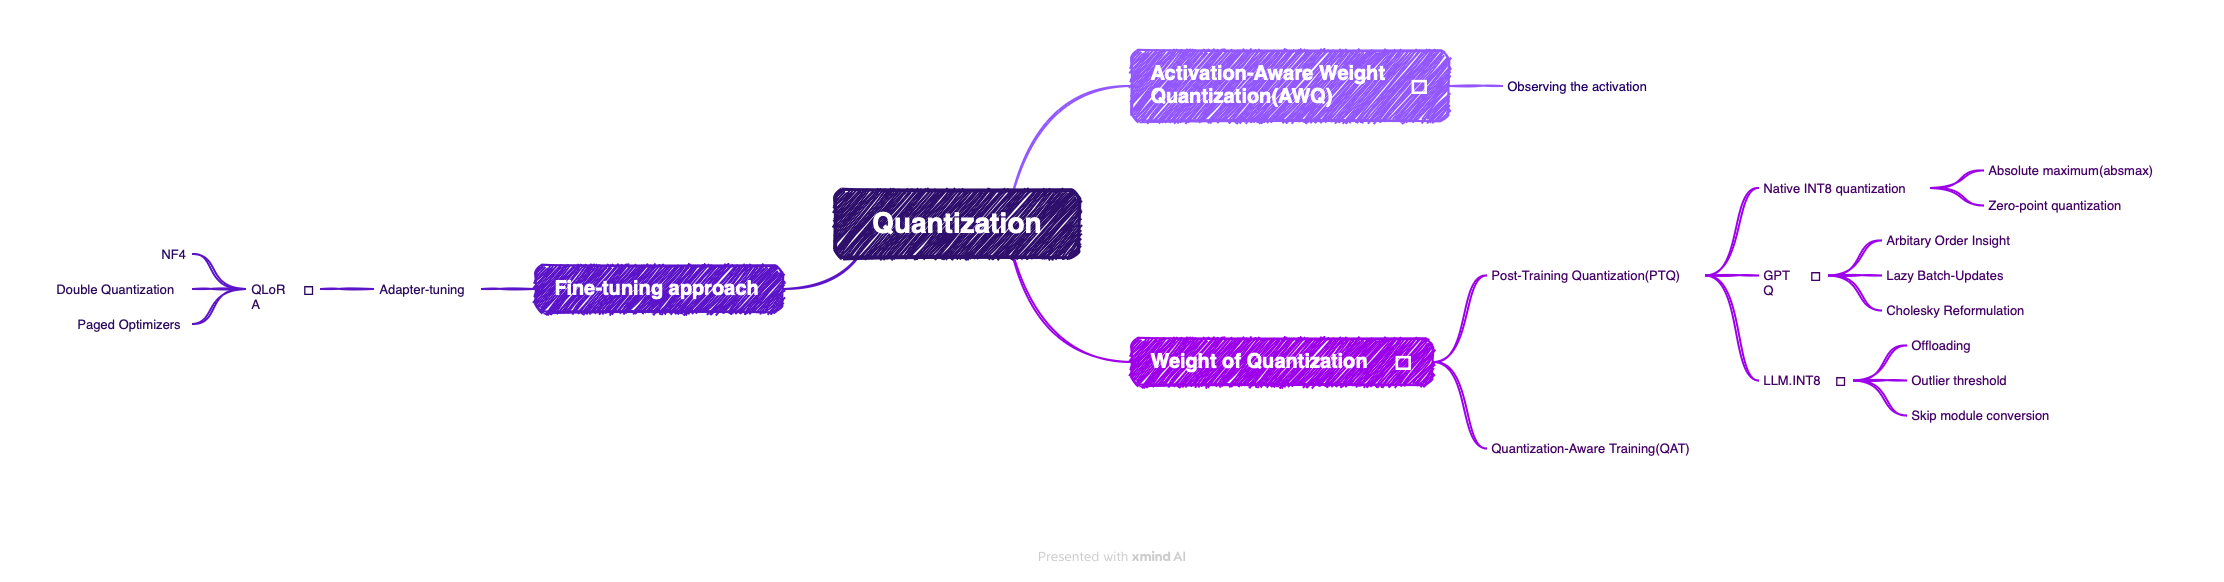 Activation-Aware Weight
Quantization(AWQ)
Observing the activation
Quantization
Absolute maximum(absmax)
Native INT8 quantization
Zero-point quantization
NF4
Double Quantization
Paged Optimizers
QLoR
A
Adapter-tuning
Fine-tuning approach
Post-Training Quantization(PTQ)
Arbitary Order Insight
GPT
Q
Lazy Batch-Updates
Cholesky Reformulation
Weight of Quantization
Offloading
LLM.INT8
Outlier threshold
Skip module conversion
Quantization-Aware Training(QAT)
Presented with xmind AI